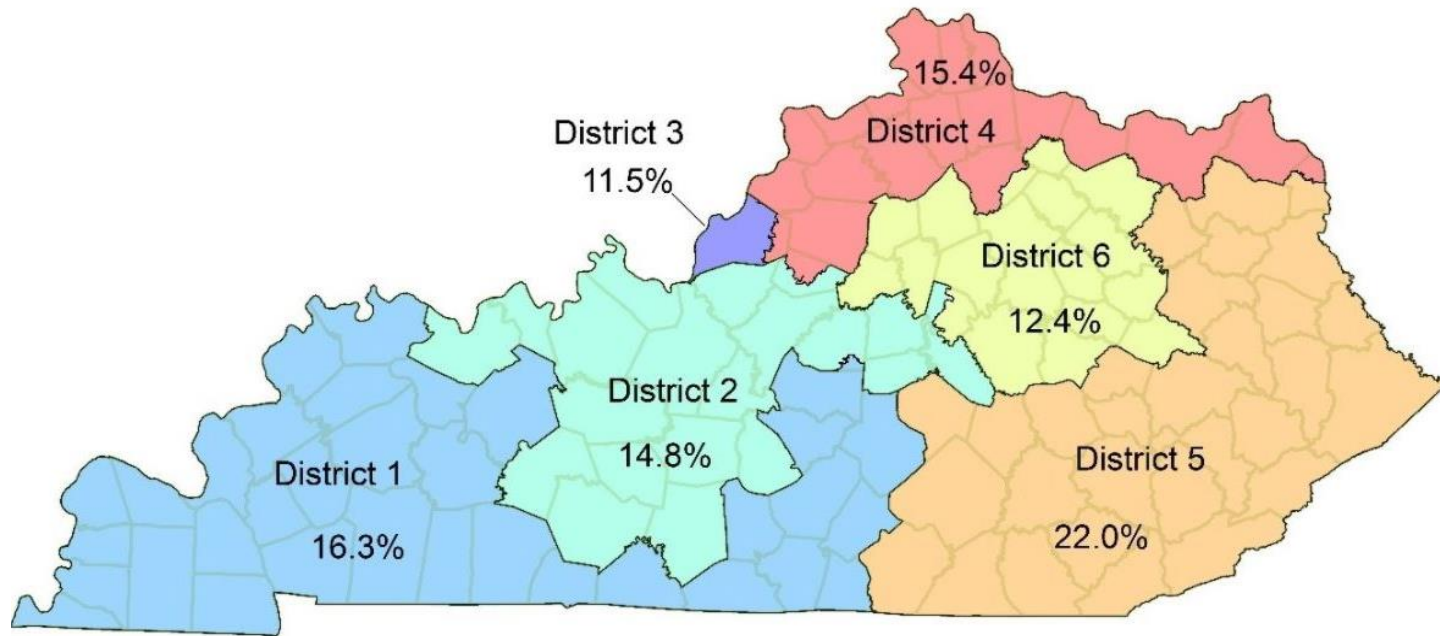 15.4%
District 4
District 3
11.5%
District 6
12.4%
District 2
14.8%
District 1
16.3%
District 5
22.0%